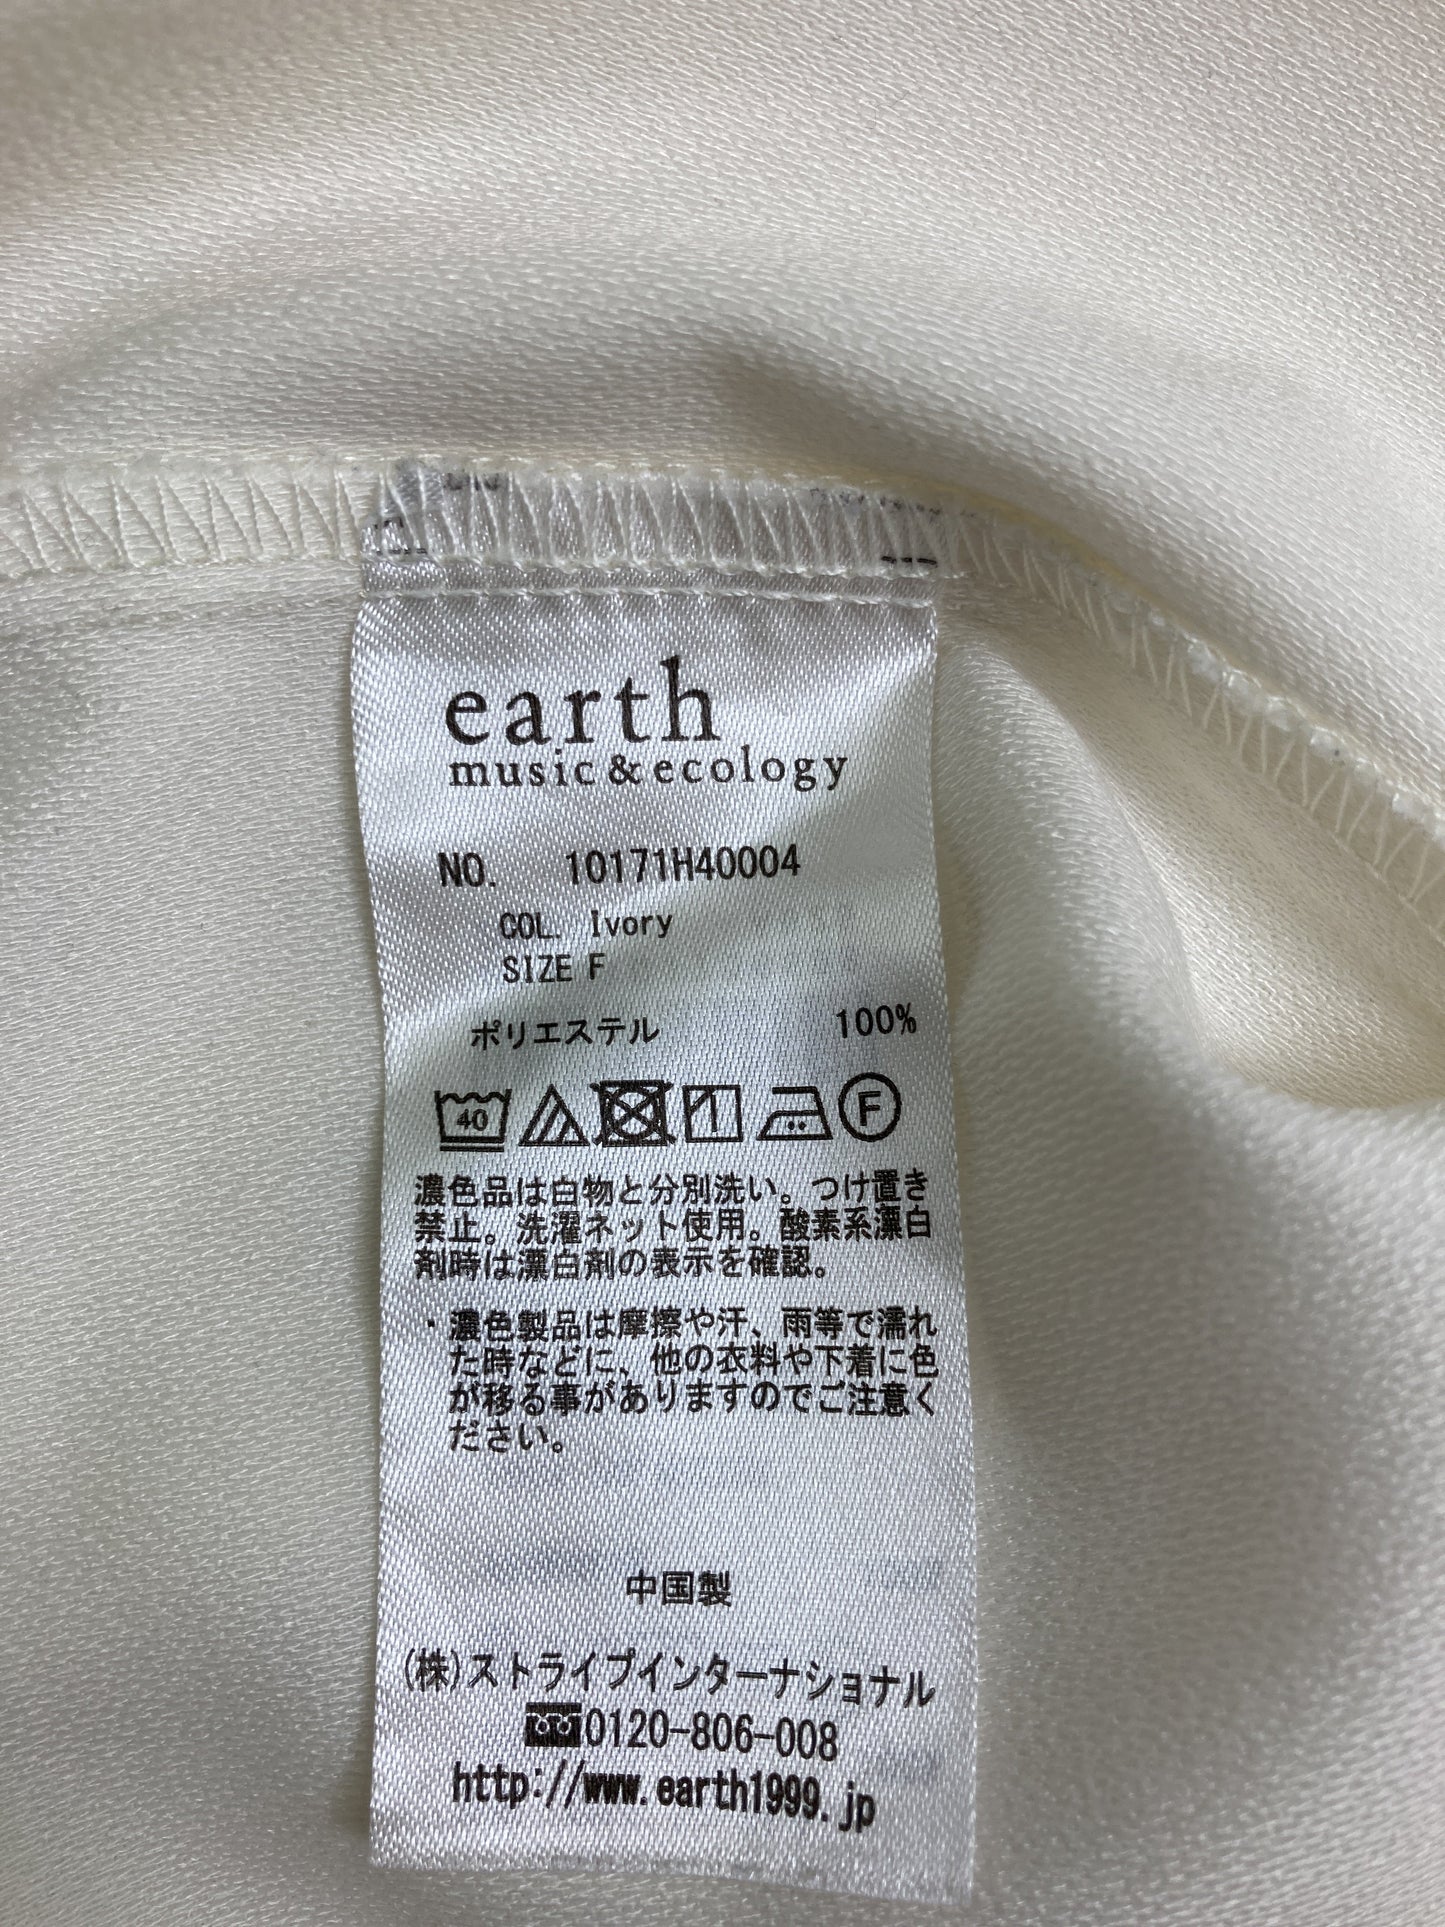 earth
music & ecology
NO. 10171H40004
COL. Ivory
SIZE F
ポリエステル 100%
40 F
濃色品は白物と分別洗い。つけ置き
禁止。洗濯ネット使用。酸素系漂白
剤時は漂白剤の表示を確認。
・濃色製品は摩擦や汗、雨等で濡れ
た時などに、他の衣料や下着に色
が移る事がありますのでご注意く
ださい。
中国製
(株)ストライプインターナショナル
0120-806-008
http://www.earth1999.jp